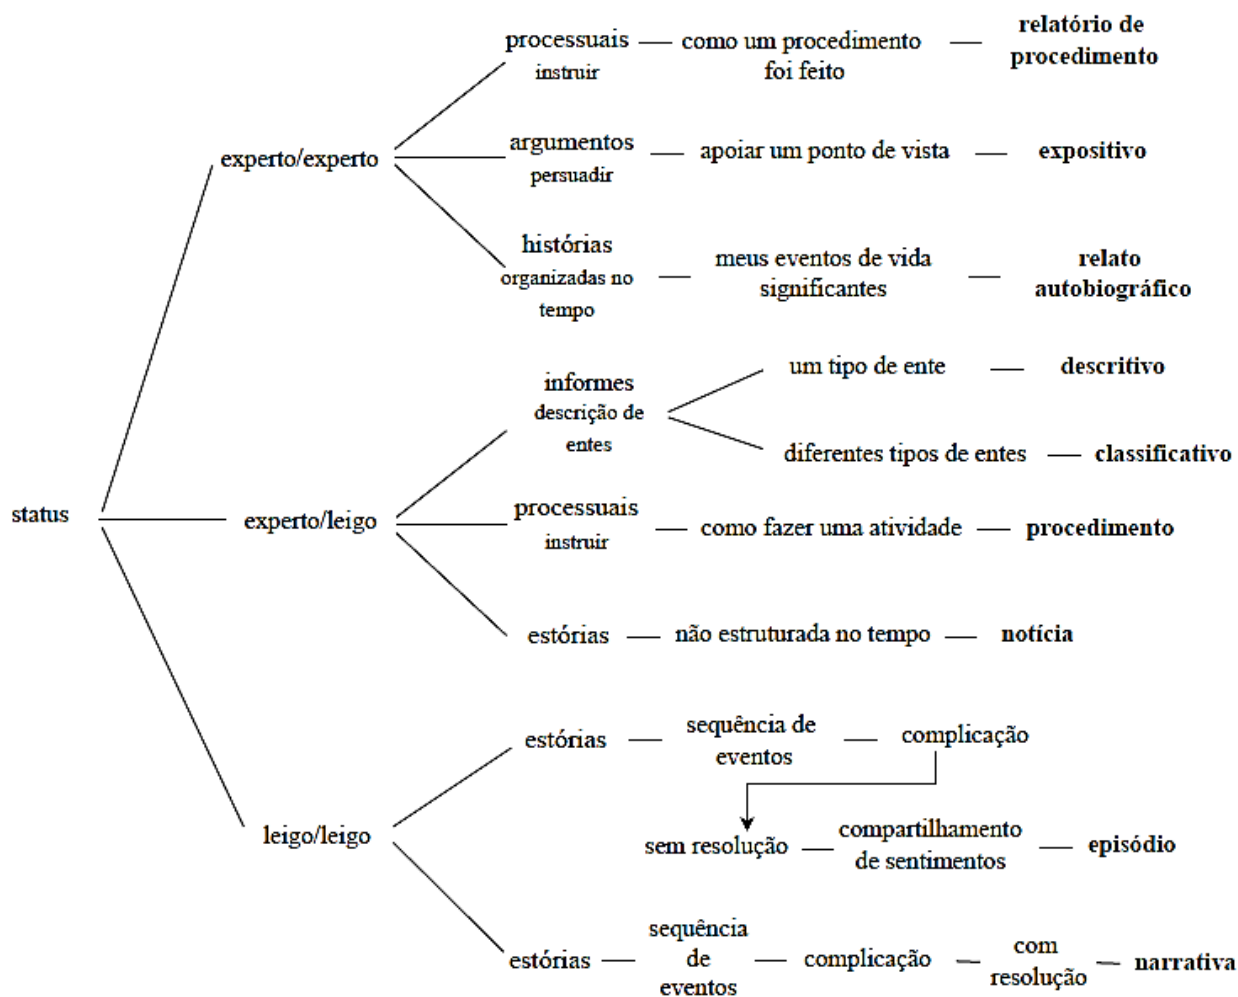 processuais
instruir
como um procedimento
foi feito
relatório de
procedimento
experto/experto
argumentos
persuadir
apoiar um ponto de vista
expositivo
histórias
organizadas no
tempo
meus eventos de vida
significantes
relato
autobiográfico
informes
descrição de
entes
um tipo de ente
descritivo
diferentes tipos de entes
classificativo
status
experto/leigo
processuais
instruir
como fazer uma atividade
procedimento
estórias
não estruturada no tempo
notícia
leigo/leigo
estórias
sequência de
eventos
complicação
sem resolução
compartilhamento
de sentimentos
episódio
estórias
sequência
de
eventos
complicação
com
resolução
narrativa